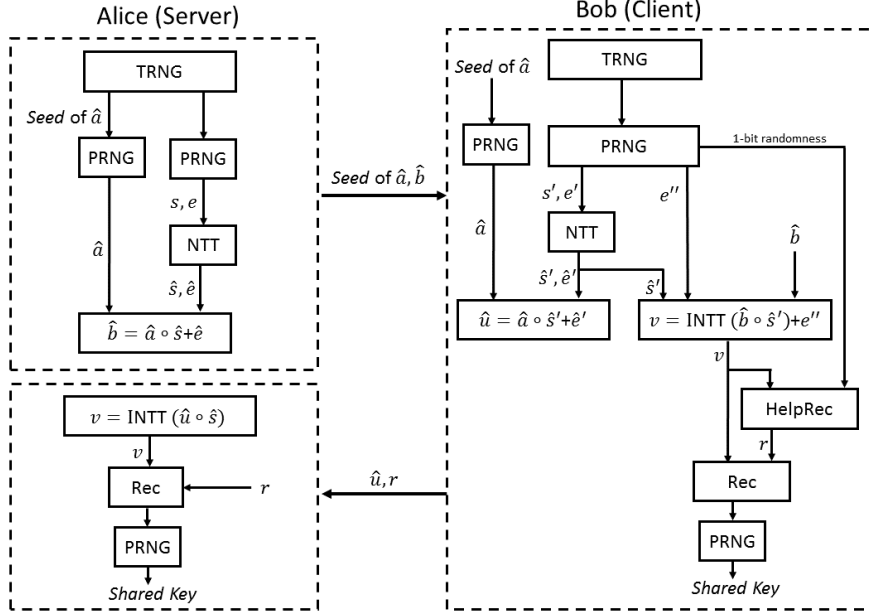 Alice (Server)
TRNG
Seed of â
PRNG
PRNG
s, e
NTT
â
ŝ, ê
b̂ = â ∘ ŝ+ê
Seed of â, b̂
Bob (Client)
Seed of â
TRNG
PRNG
PRNG
1-bit randomness
s′, e′
e′′
â
NTT
b̂
ŝ′, ê′
ŝ′
û = â ∘ ŝ′+ê′
v = INTT (b̂ ∘ ŝ′)+e′′
v
HelpRec
r
Rec
PRNG
Shared Key
û, r
v = INTT (û ∘ ŝ)
v
Rec
r
PRNG
Shared Key